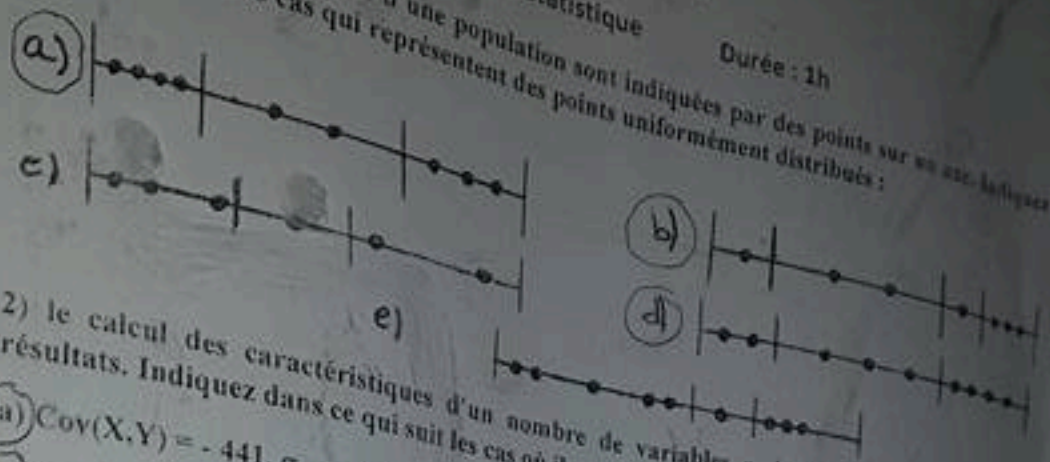 Statistique
Durée : 1h
une population sont indiquées par des points sur un axe. Indiquez
cas qui représentent des points uniformément distribués :
a)
c)
b)
d)
e)
2) le calcul des caractéristiques d'un nombre de variables
résultats. Indiquez dans ce qui suit les cas où
a) Cov(X,Y) = - 441